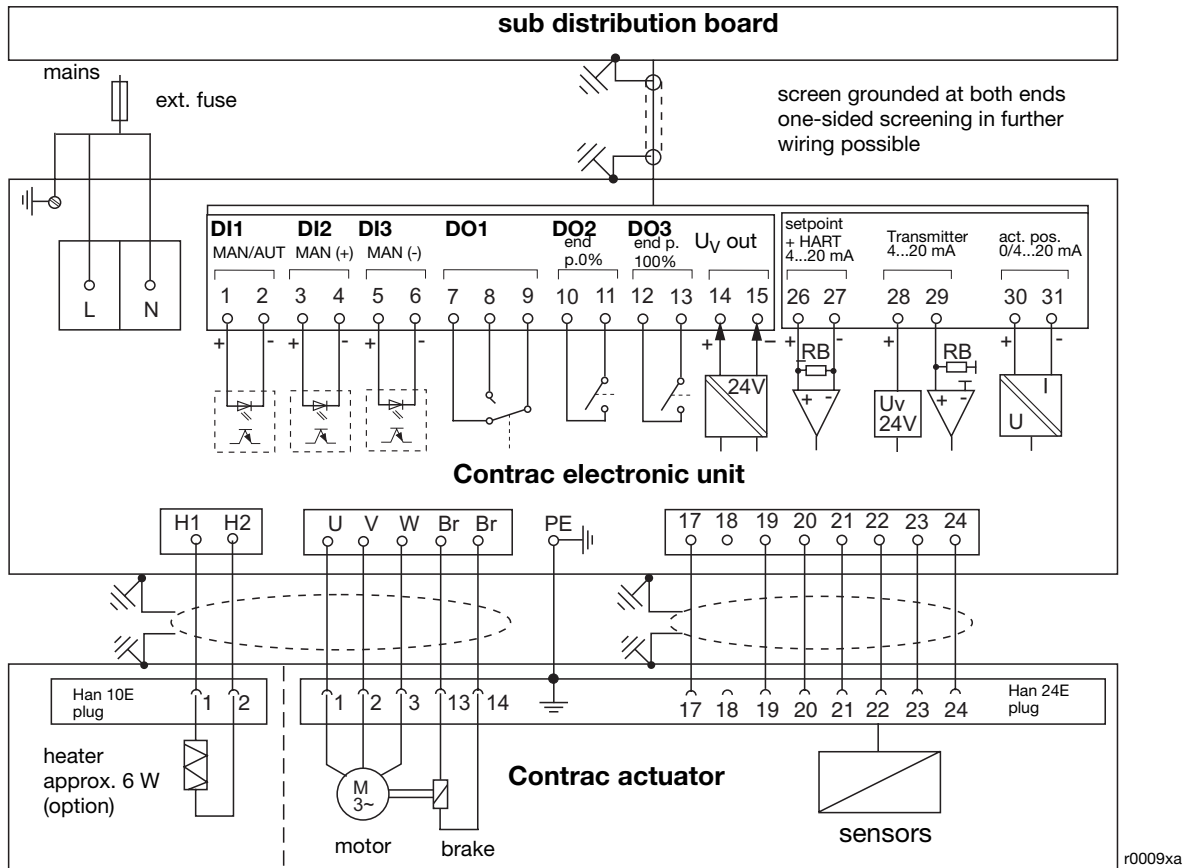 sub distribution board
mains
ext. fuse
screen grounded at both ends
one-sided screening in further
wiring possible
L N
DI1 DI2 DI3 DO1 DO2 DO3 UV out
MAN/AUT MAN (+) MAN (-) end p.0% end p. 100%
setpoint
+ HART
4...20 mA
Transmitter
4...20 mA
act. pos.
0/4...20 mA
1 2 3 4 5 6 7 8 9 10 11 12 13 14 15 26 27 28 29 30 31
+ - + - + - + - + - + - + -
RB RB
24V
+ - + -
Uv
24V
I
U
Contrac electronic unit
H1 H2
U V W Br Br
PE
17 18 19 20 21 22 23 24
Han 10E
plug
1 2
1 2 3 13 14
17 18 19 20 21 22 23 24
Han 24E
plug
heater
approx. 6 W
(option)
M
3~
motor
brake
Contrac actuator
sensors
r0009xa